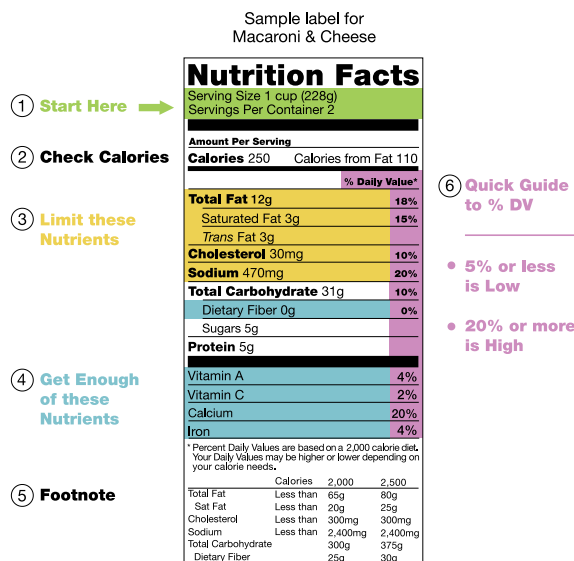 Sample label for
Macaroni & Cheese
Nutrition Facts
1 Start Here
Serving Size 1 cup (228g)
Servings Per Container 2
Amount Per Serving
2 Check Calories
Calories 250 Calories from Fat 110
% Daily Value*
3 Limit these
Nutrients
Total Fat 12g 18%
Saturated Fat 3g 15%
Trans Fat 3g
Cholesterol 30mg 10%
Sodium 470mg 20%
Total Carbohydrate 31g 10%
Dietary Fiber 0g 0%
Sugars 5g
Protein 5g
4 Get Enough
of these
Nutrients
Vitamin A 4%
Vitamin C 2%
Calcium 20%
Iron 4%
5 Footnote
* Percent Daily Values are based on a 2,000 calorie diet.
Your Daily Values may be higher or lower depending on
your calorie needs.
Calories 2,000 2,500
Total Fat Less than 65g 80g
Sat Fat Less than 20g 25g
Cholesterol Less than 300mg 300mg
Sodium Less than 2,400mg 2,400mg
Total Carbohydrate 300g 375g
Dietary Fiber 25g 30g
6 Quick Guide
to % DV
• 5% or less
is Low
• 20% or more
is High